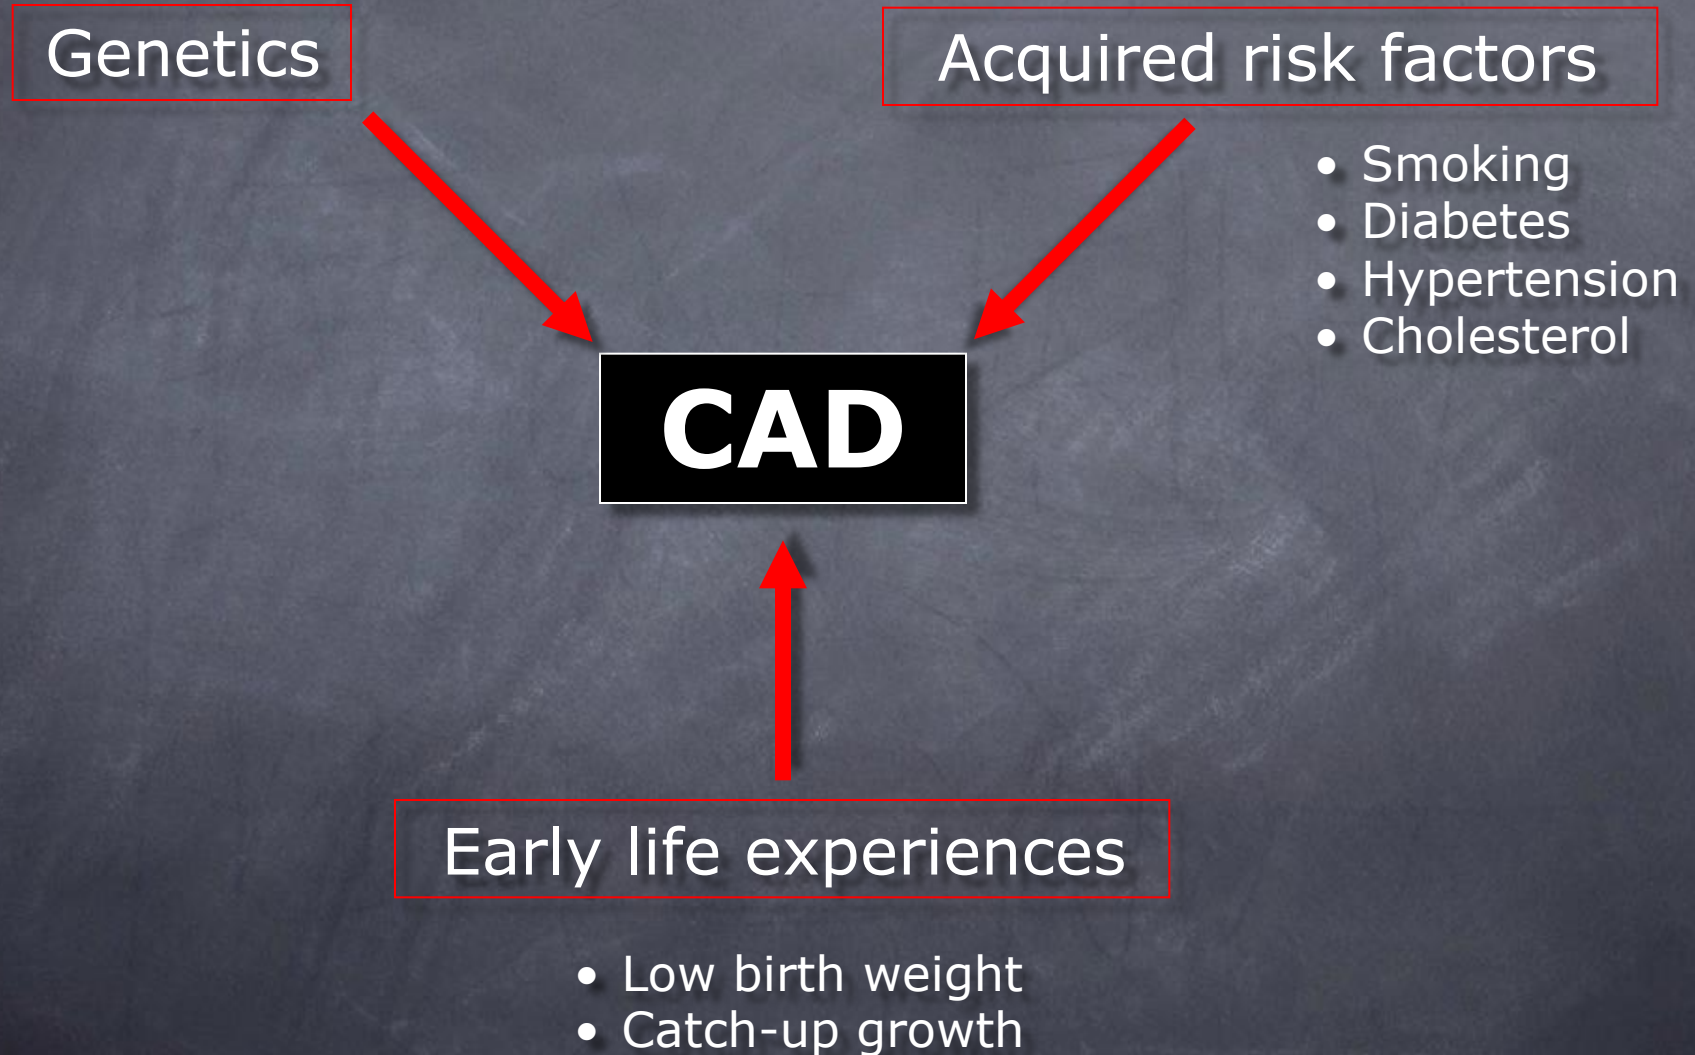 Genetics
Acquired risk factors
• Smoking
• Diabetes
• Hypertension
• Cholesterol
CAD
Early life experiences
• Low birth weight
• Catch-up growth